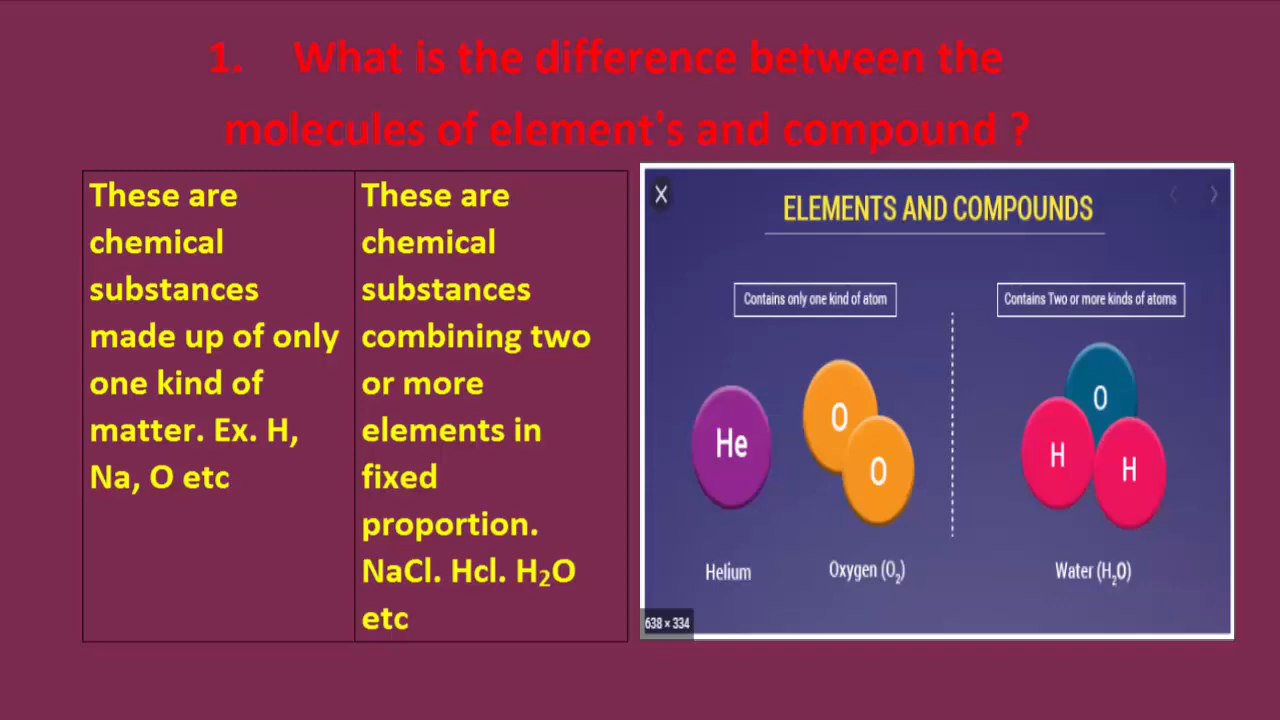 1. What is the difference between the
molecules of element's and compound ?
These are
chemical
substances
made up of only
one kind of
matter. Ex. H,
Na, O etc
These are
chemical
substances
combining two
or more
elements in
fixed
proportion.
NaCl. Hcl. H₂O
etc
X
ELEMENTS AND COMPOUNDS
Contains only one kind of atom
Contains Two or more kinds of atoms
He
O
O
O
H
H
Helium
Oxygen (O₂)
Water (H₂O)
638 × 334